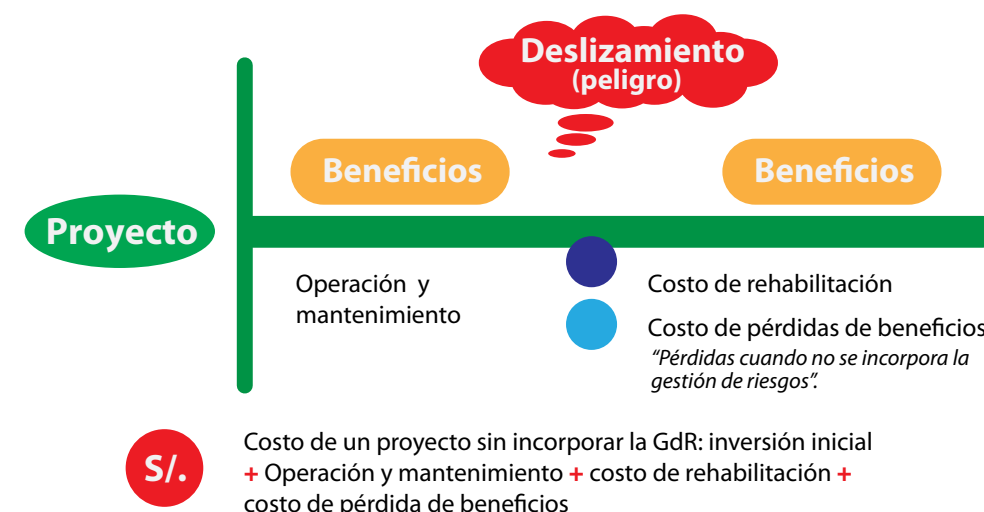 Deslizamiento
(peligro)
Beneficios
Beneficios
Proyecto
Operación y
mantenimiento
Costo de rehabilitación
Costo de pérdidas de beneficios
“Pérdidas cuando no se incorpora la
gestión de riesgos”.
S/.
Costo de un proyecto sin incorporar la GdR: inversión inicial
+ Operación y mantenimiento + costo de rehabilitación +
costo de pérdida de beneficios